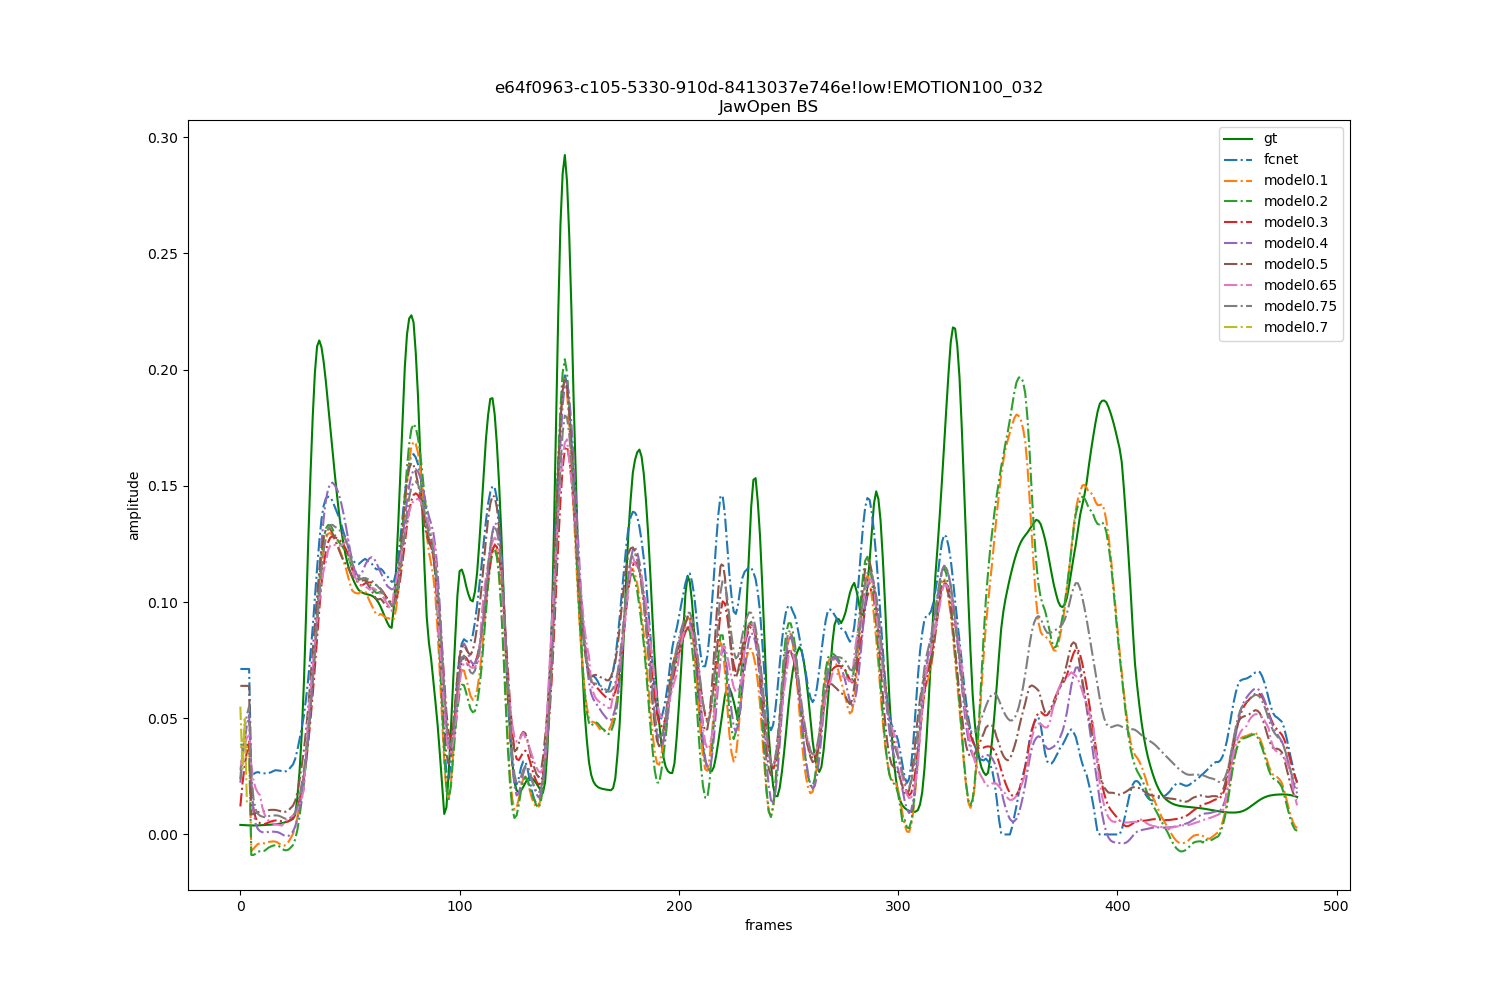 e64f0963-c105-5330-910d-8413037e746e!low!EMOTION100_032
JawOpen BS
0.30
0.25
0.20
0.15
0.10
0.05
0.00
amplitude
gt
fcnet
model0.1
model0.2
model0.3
model0.4
model0.5
model0.65
model0.75
model0.7
0
100
200
300
400
500
frames